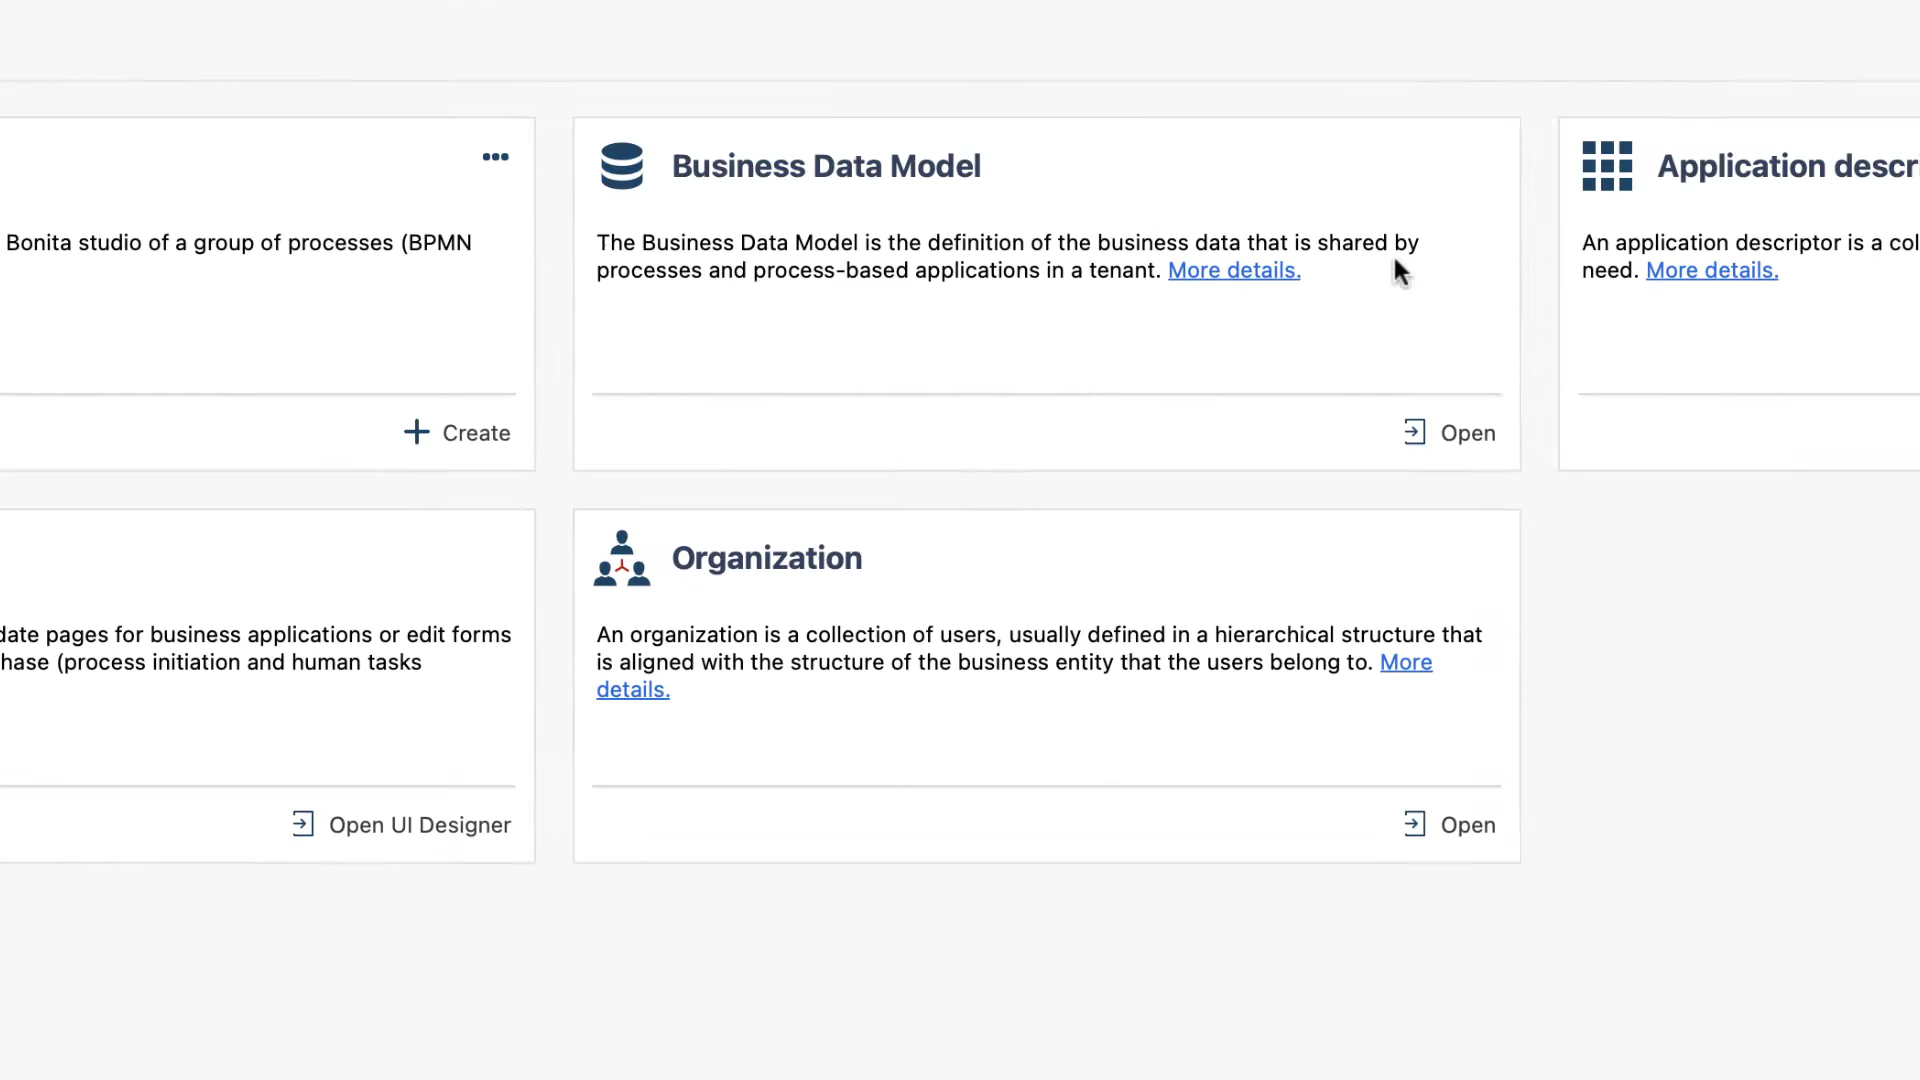 Bonita studio of a group of processes (BPMN
Create
Business Data Model
The Business Data Model is the definition of the business data that is shared by
processes and process-based applications in a tenant. More details.
Open
Application descri
An application descriptor is a col
need. More details.
date pages for business applications or edit forms
hase (process initiation and human tasks
Open UI Designer
Organization
An organization is a collection of users, usually defined in a hierarchical structure that
is aligned with the structure of the business entity that the users belong to. More
details.
Open